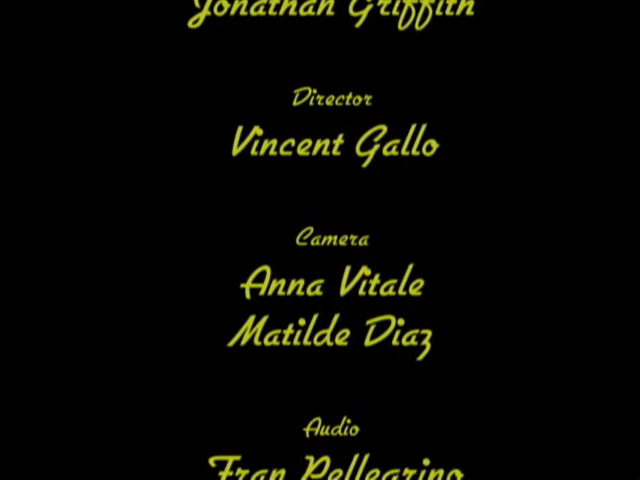 Jonathan Griffith
Director
Vincent Gallo
Camera
Anna Vitale
Matilde Diaz
Audio
Fran Pellegrino